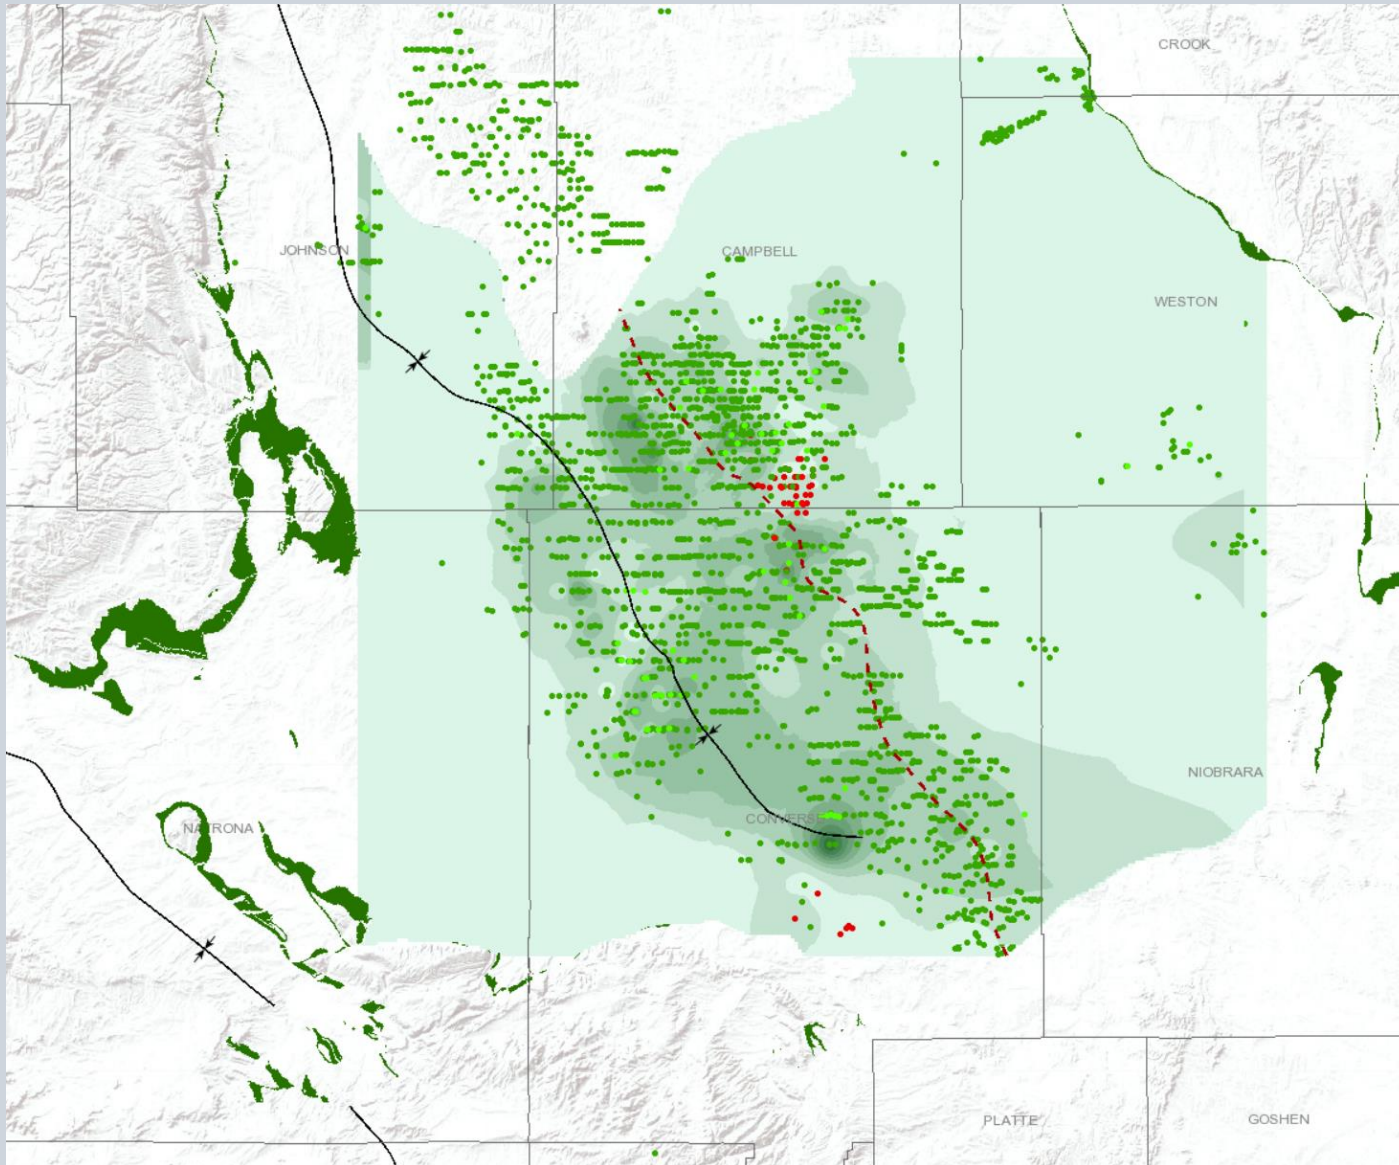 CROOK
JOHNSON
CAMPBELL
WESTON
NIOBRARA
CONVERSE
NATRONA
PLATTE
GOSHEN